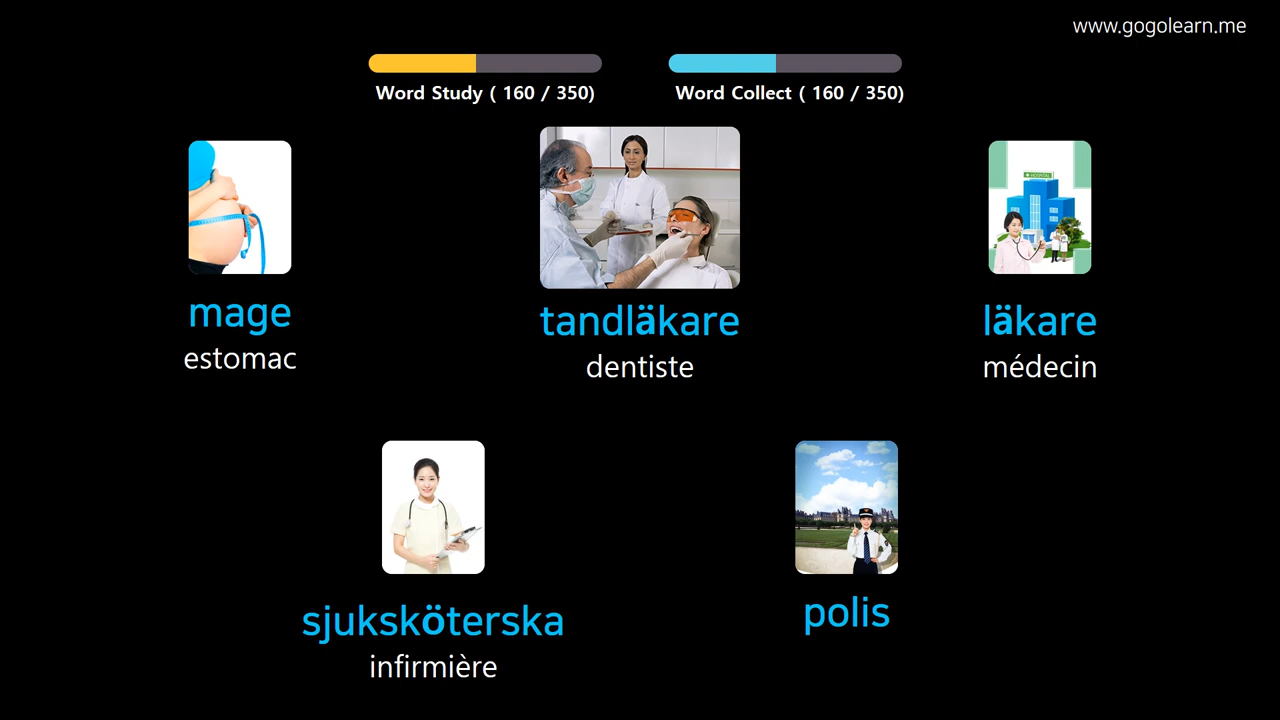 www.gogolearn.me
Word Study ( 160 / 350)
Word Collect ( 160 / 350)
HOSPITAL
mage
estomac
tandläkare
dentiste
läkare
médecin
sjuksköterska
infirmière
polis